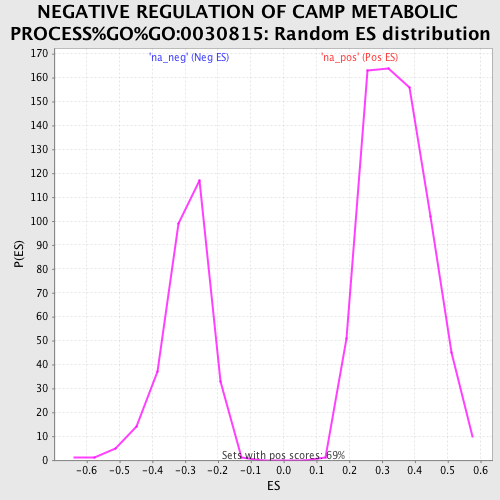 NEGATIVE REGULATION OF CAMP METABOLIC
PROCESS%GO%GO:0030815: Random ES distribution
'na_neg' (Neg ES)
'na_pos' (Pos ES)
170
160
150
140
130
120
110
100
90
80
70
60
50
40
30
20
10
0
P(ES)
Sets with pos scores: 69%
-0.6 -0.5 -0.4 -0.3 -0.2 -0.1 0.0 0.1 0.2 0.3 0.4 0.5 0.6
ES